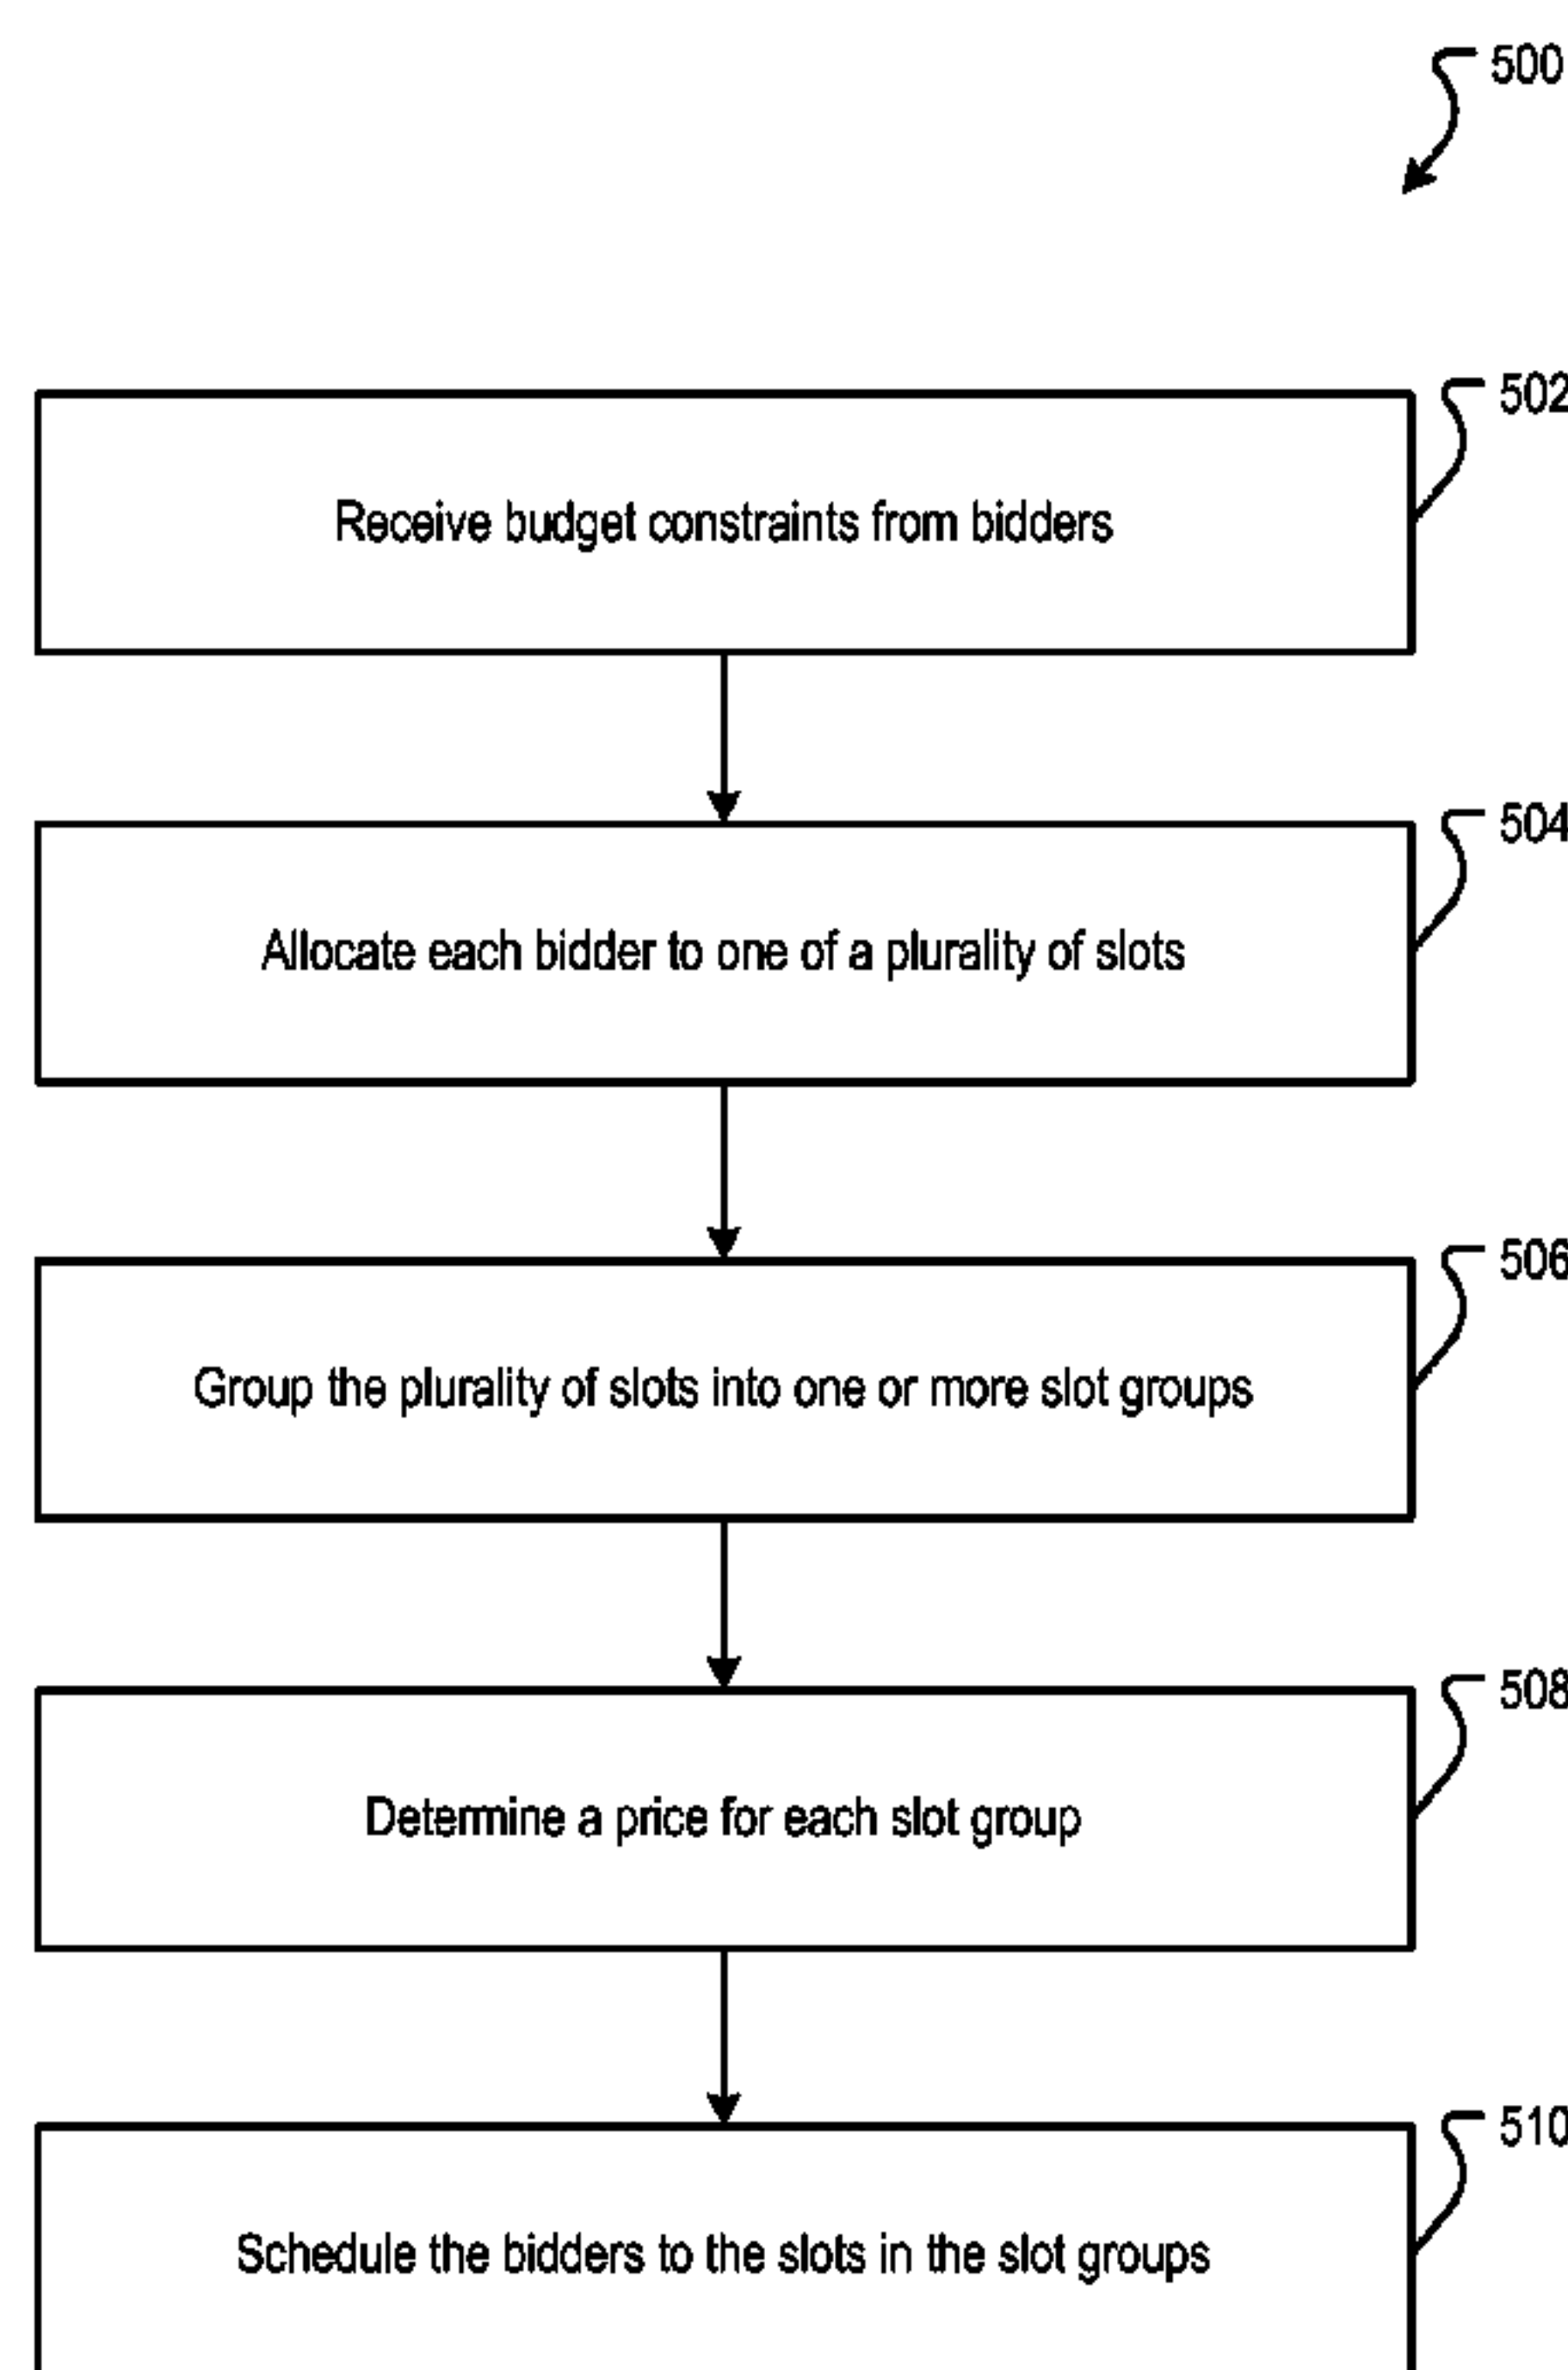 500
502
Receive budget constraints from bidders
504
Allocate each bidder to one of a plurality of slots
506
Group the plurality of slots into one or more slot groups
508
Determine a price for each slot group
510
Schedule the bidders to the slots in the slot groups